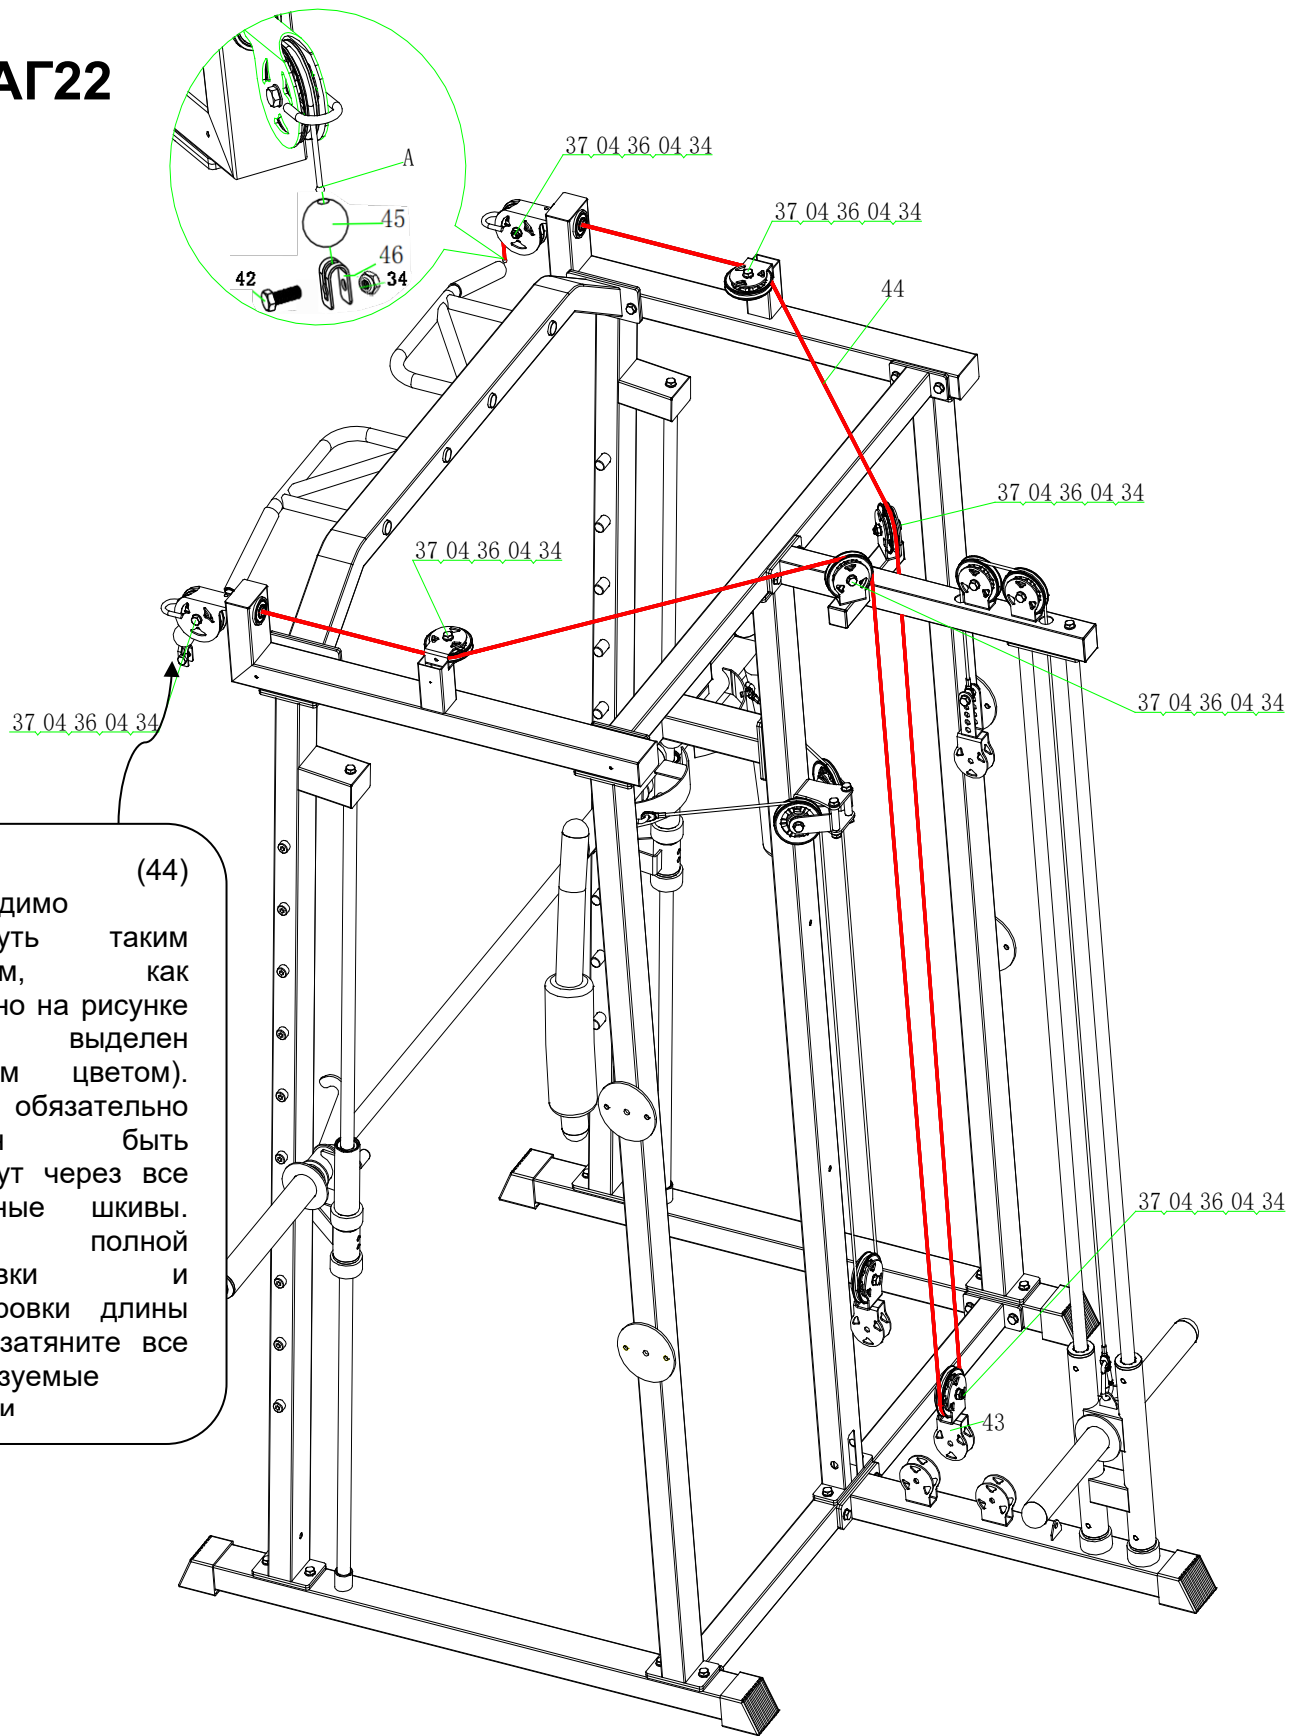 АГ22
37 04 36 04 34
A
37 04 36 04 34
45
46
42
34
44
37 04 36 04 34
37 04 36 04 34
37 04 36 04 34
37 04 36 04 34
(44)
димо
уть таким
м, как
но на рисунке
выделен
м цветом).
обязательно
быть
ут через все
ные шкивы.
полной
вки и
ровки длины
затяните все
зуемые
и
37 04 36 04 34
43